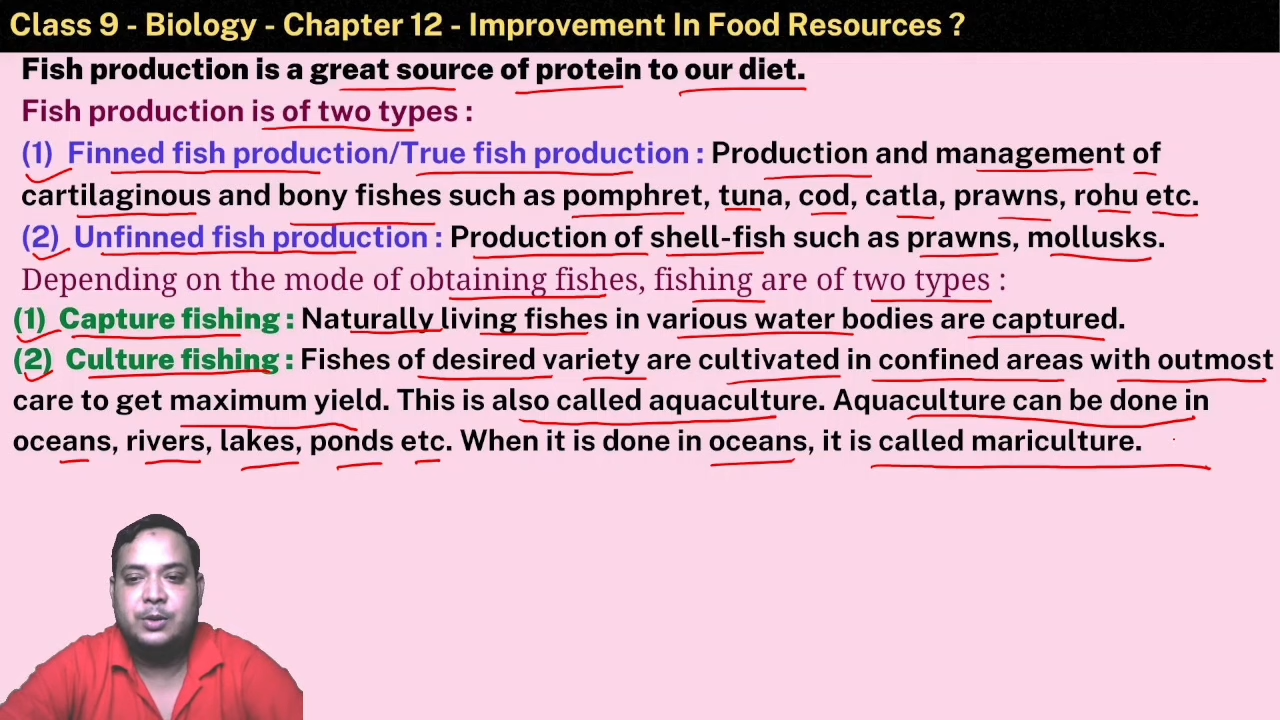 Class 9 - Biology - Chapter 12 - Improvement In Food Resources ?
Fish production is a great source of protein to our diet.
Fish production is of two types :
(1) Finned fish production/True fish production : Production and management of
cartilaginous and bony fishes such as pomphret, tuna, cod, catla, prawns, rohu etc.
(2) Unfinned fish production : Production of shell-fish such as prawns, mollusks.
Depending on the mode of obtaining fishes, fishing are of two types :
(1) Capture fishing : Naturally living fishes in various water bodies are captured.
(2) Culture fishing : Fishes of desired variety are cultivated in confined areas with outmost
care to get maximum yield. This is also called aquaculture. Aquaculture can be done in
oceans, rivers, lakes, ponds etc. When it is done in oceans, it is called mariculture.